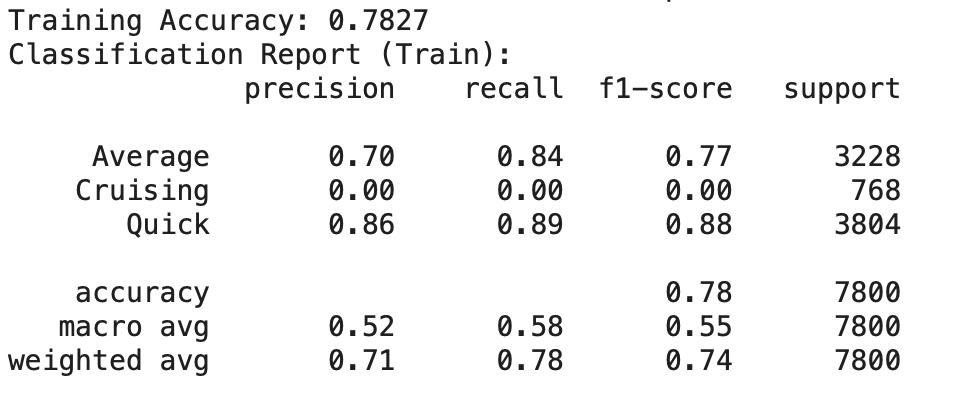 Training Accuracy: 0.7827
Classification Report (Train):
precision recall f1-score support
Average 0.70 0.84 0.77 3228
Cruising 0.00 0.00 0.00 768
Quick 0.86 0.89 0.88 3804
accuracy 0.78 7800
macro avg 0.52 0.58 0.55 7800
weighted avg 0.71 0.78 0.74 7800